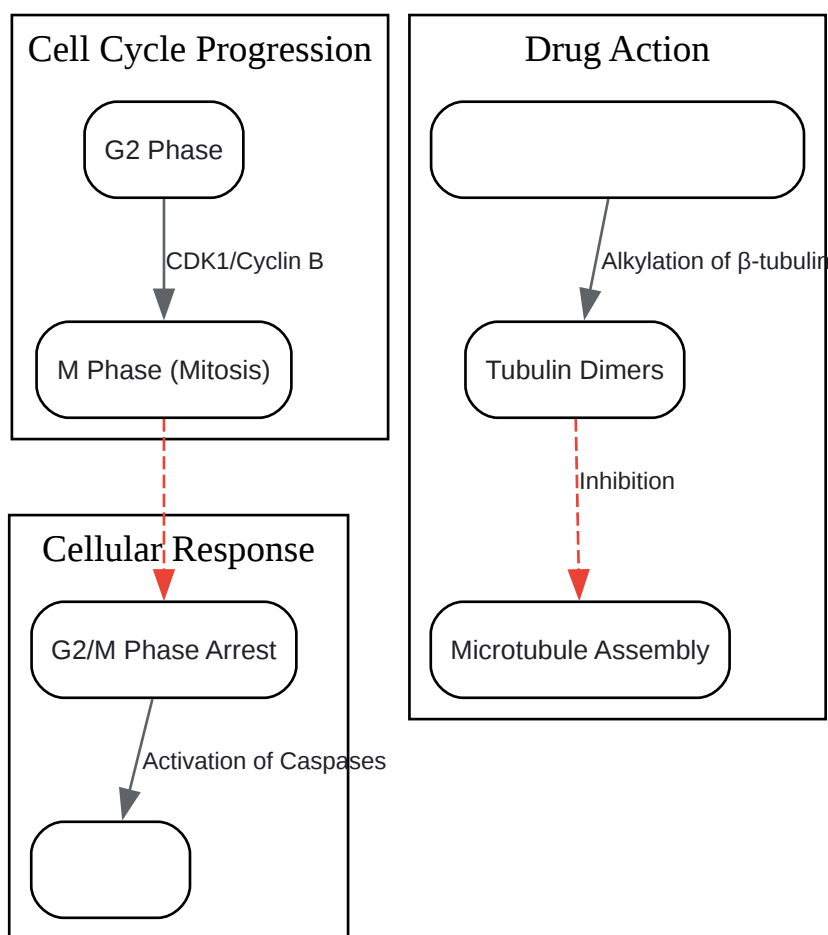 Cell Cycle Progression
G2 Phase
CDK1/Cyclin B
M Phase (Mitosis)
Cellular Response
G2/M Phase Arrest
Activation of Caspases
Drug Action
Alkylation of β-tubulin
Tubulin Dimers
Inhibition
Microtubule Assembly